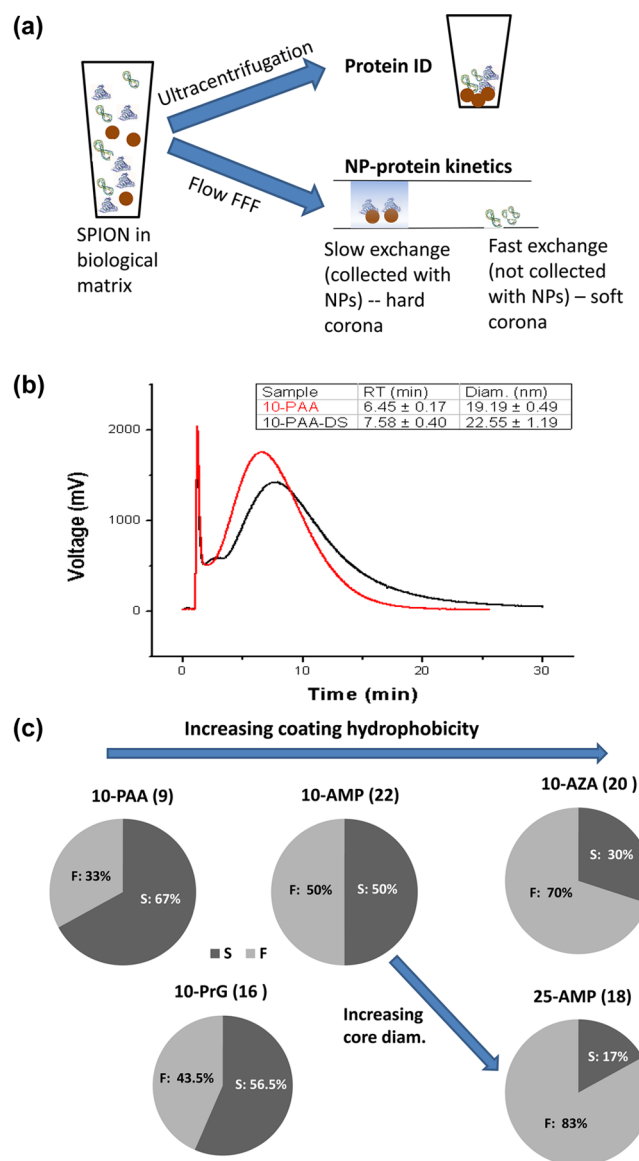 (a)
Ultracentrifugation
Protein ID
Flow FFF
NP-protein kinetics
SPION in
biological
matrix
Slow exchange
(collected with
NPs) -- hard
corona
Fast exchange
(not collected
with NPs) – soft
corona
(b)
Sample RT (min) Diam. (nm)
10-PAA 6.45 ± 0.17 19.19 ± 0.49
10-PAA-DS 7.58 ± 0.40 22.55 ± 1.19
Voltage (mV)
2000
1000
0
0 10 20 30
Time (min)
(c)
Increasing coating hydrophobicity
10-PAA (9)
F: 33%
S: 67%
10-AMP (22)
F: 50%
S: 50%
10-AZA (20 )
S: 30%
F: 70%
S F
10-PrG (16 )
F: 43.5%
S: 56.5%
Increasing
core diam.
25-AMP (18)
S: 17%
F: 83%